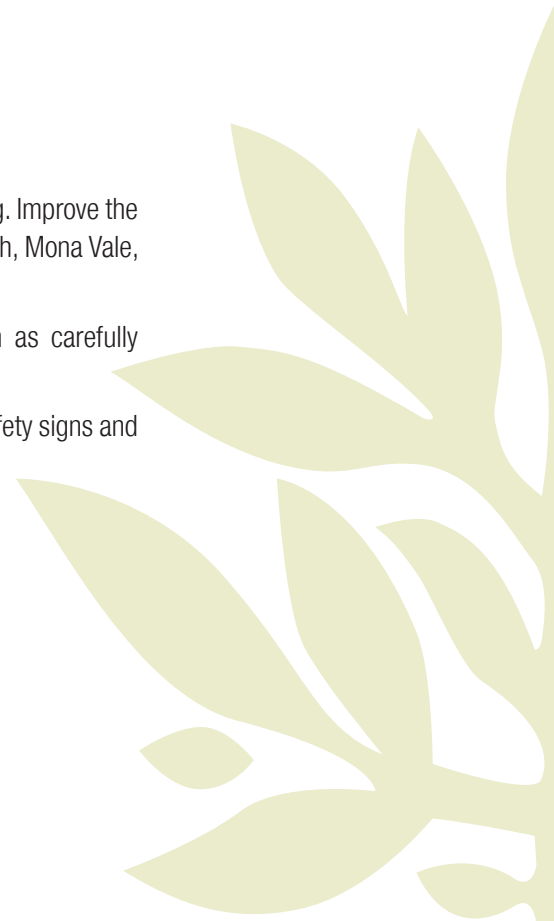 . Improve the
h, Mona Vale,
as carefully
fety signs and